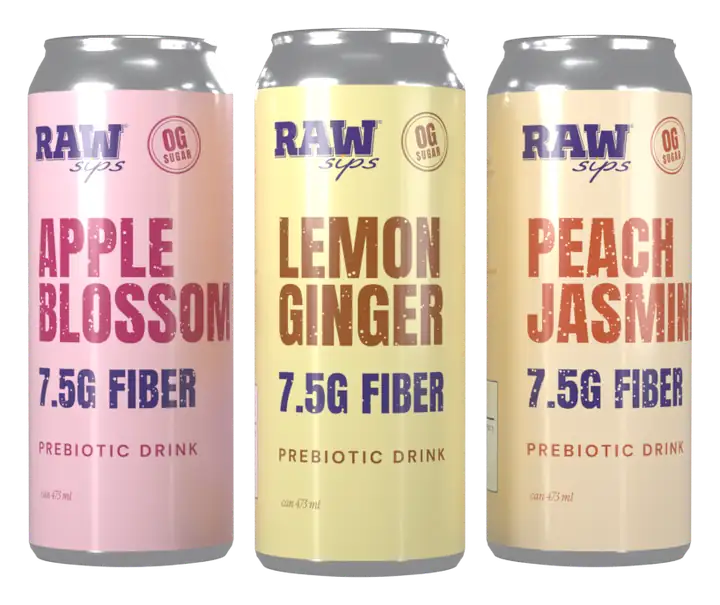 RAW
sips
0G
SUGAR
APPLE
BLOSSOM
7.5G FIBER
PREBIOTIC DRINK
can 473 ml
RAW
sips
0G
SUGAR
LEMON
GINGER
7.5G FIBER
PREBIOTIC DRINK
can 473 ml
RAW
sips
0G
SUGAR
PEACH
JASMIN
7.5G FIBER
PREBIOTIC DRINK
can 473 ml